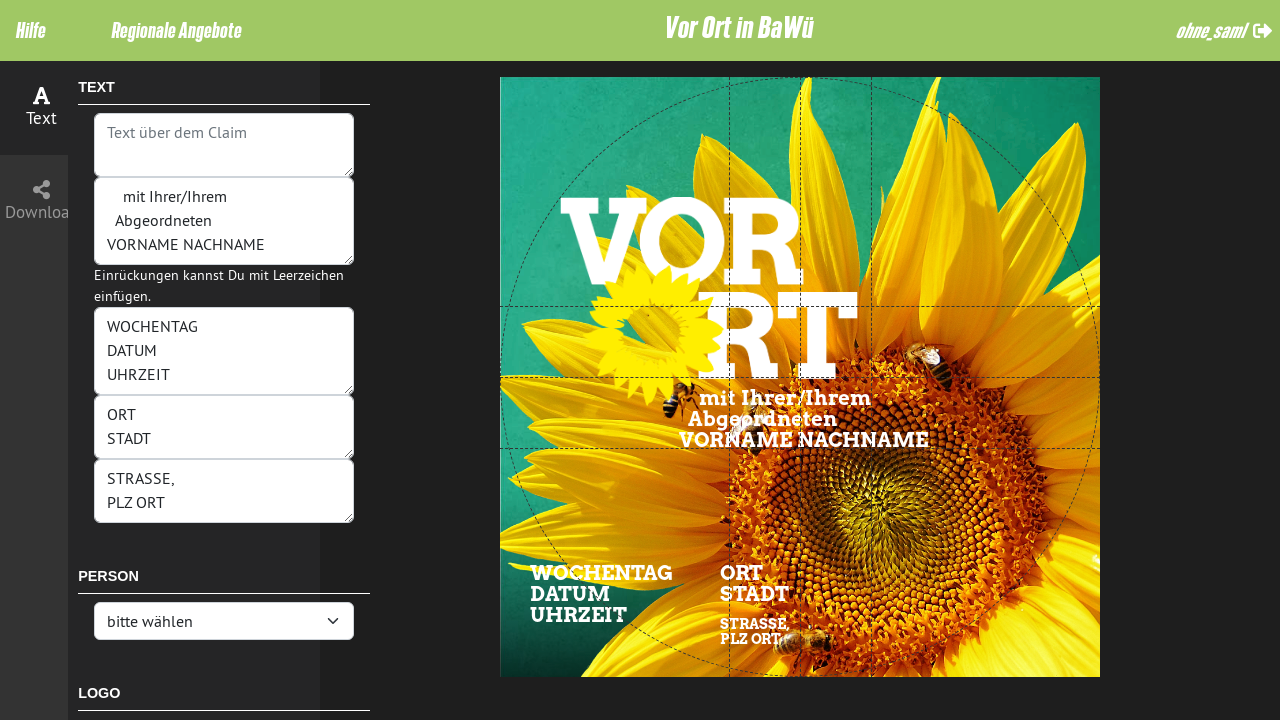 Hilfe
Regionale Angebote
Vor Ort in BaWü
ohne_saml
Text
Downloa
TEXT
Text über dem Claim
mit Ihrer/Ihrem
Abgeordneten
VORNAME NACHNAME
Einrückungen kannst Du mit Leerzeichen
einfügen.
WOCHENTAG
DATUM
UHRZEIT
ORT
STADT
STRASSE,
PLZ ORT
PERSON
bitte wählen
LOGO
VOR
ORT
mit Ihrer/Ihrem
Abgeordneten
VORNAME NACHNAME
WOCHENTAG
DATUM
UHRZEIT
ORT
STADT
STRASSE,
PLZ ORT